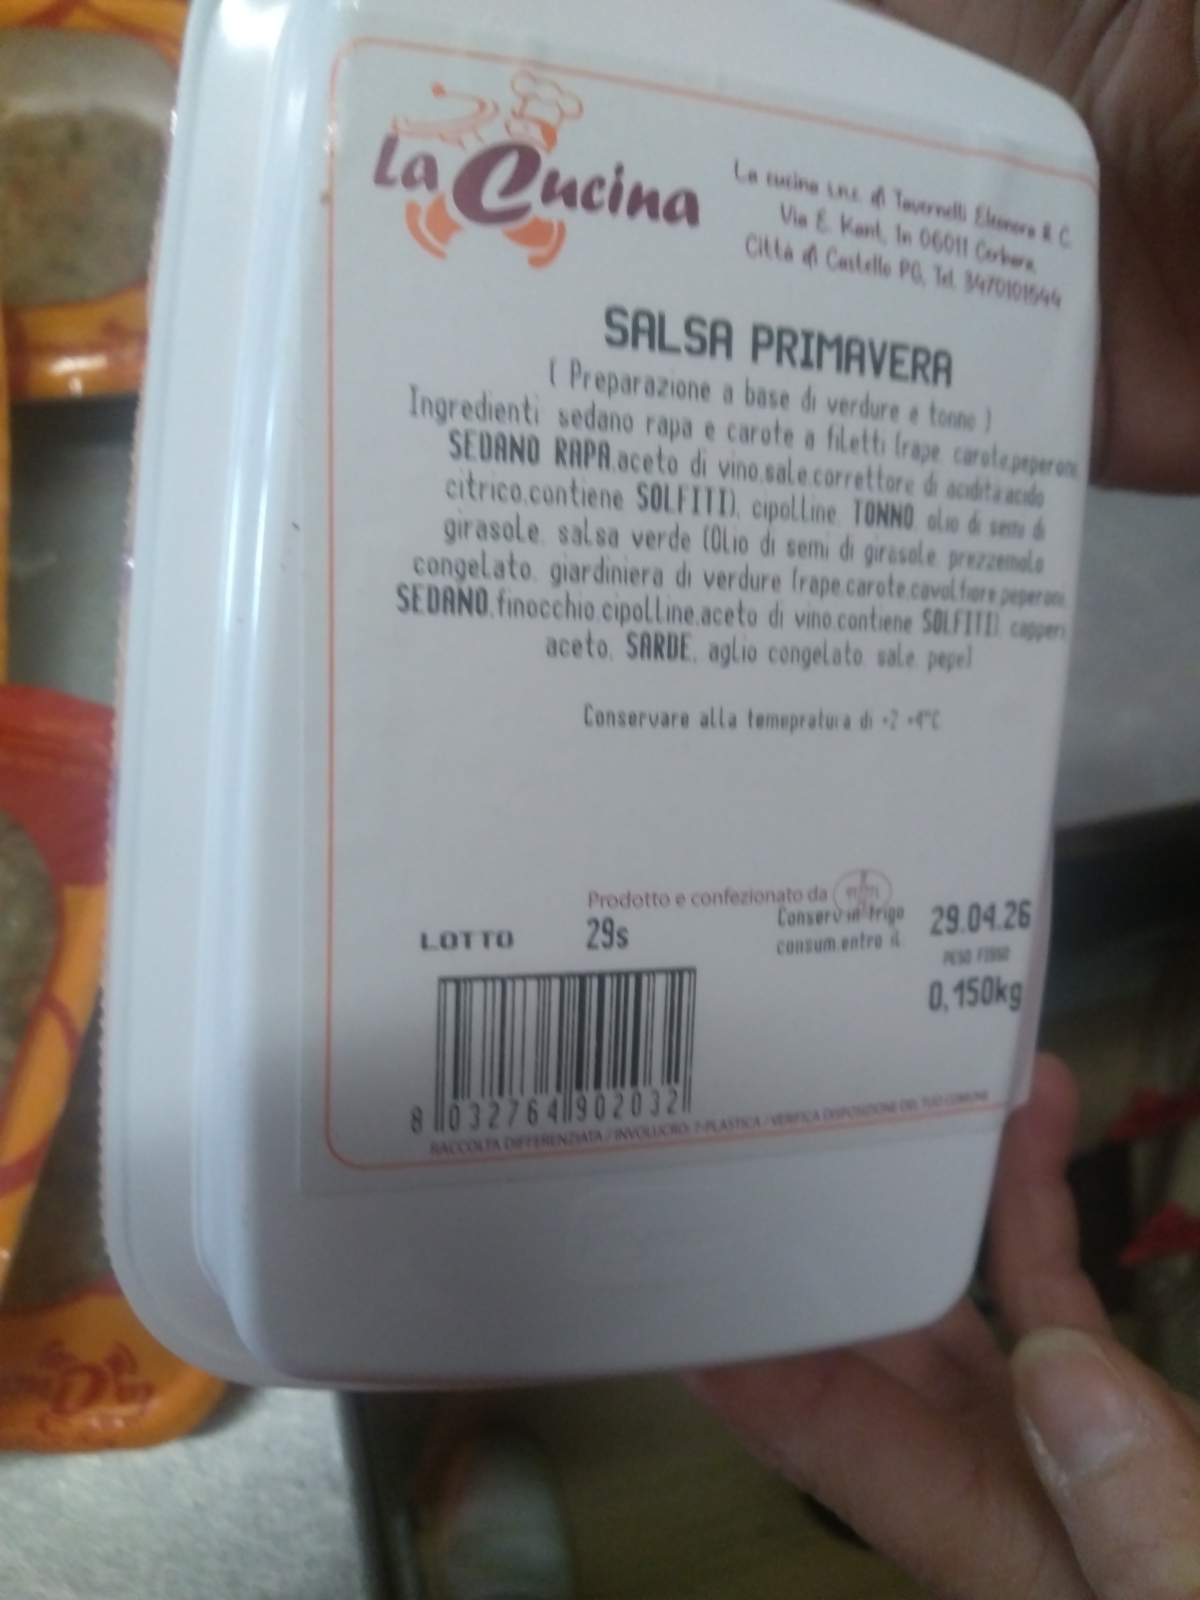 La Cucina
La cucina s.n.c. di Tavernelli Eleonora & C.
Via E. Kant, 1n 06011 Cerbara,
Città di Castello PG, Tel. 3470101544
SALSA PRIMAVERA
( Preparazione a base di verdure e tonno )
Ingredienti sedano rapa e carote a filetti (rape, carote,peperoni,
SEDANO RAPA,aceto di vino,sale,correttore di acidità:acido
citrico,contiene SOLFITI), cipolline, TONNO, olio di semi di
girasole, salsa verde (Olio di semi di girasole, prezzemolo
congelato, giardiniera di verdure (rape,carote,cavolfiore,peperoni,
SEDANO,finocchio,cipolline,aceto di vino,contiene SOLFITI), capperi
aceto, SARDE, aglio congelato, sale, pepe)
Conservare alla temepratura di +2 +4°C
Prodotto e confezionato da
LOTTO 29s
Conserv in frigo
consum.entro il 29.04.26
PESO FISSO
0,150kg
8 032764 902032
RACCOLTA DIFFERENZIATA / INVOLUCRO: 7-PLASTICA / VERIFICA DISPOSIZIONE DEL TUO COMUNE